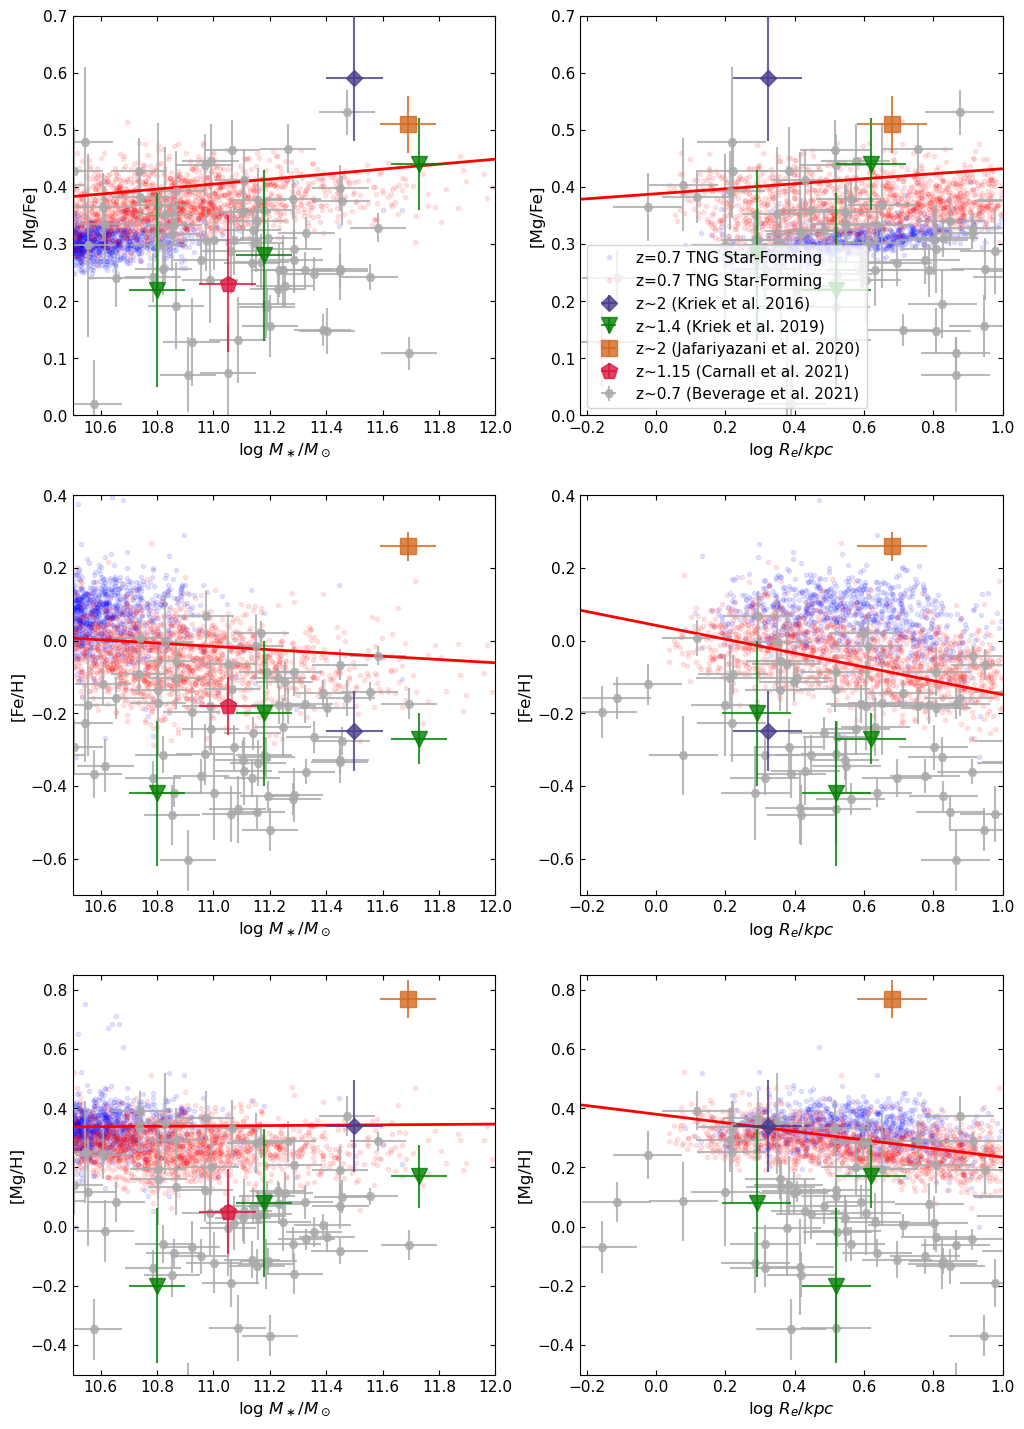 0.7
0.6
0.5
0.4
0.3
0.2
0.1
0.0
[Mg/Fe]
10.6 10.8 11.0 11.2 11.4 11.6 11.8 12.0
log M∗/M⊙
[Mg/Fe]
0.7
0.6
0.5
0.4
0.3
0.2
0.1
0.0
z=0.7 TNG Star-Forming
z=0.7 TNG Star-Forming
z~2 (Kriek et al. 2016)
z~1.4 (Kriek et al. 2019)
z~2 (Jafariyazani et al. 2020)
z~1.15 (Carnall et al. 2021)
z~0.7 (Beverage et al. 2021)
−0.2 0.0 0.2 0.4 0.6 0.8 1.0
log Re/kpc
0.4
0.2
0.0
−0.2
−0.4
−0.6
[Fe/H]
10.6 10.8 11.0 11.2 11.4 11.6 11.8 12.0
log M∗/M⊙
0.4
0.2
0.0
−0.2
−0.4
−0.6
[Fe/H]
−0.2 0.0 0.2 0.4 0.6 0.8 1.0
log Re/kpc
0.8
0.6
0.4
0.2
0.0
−0.2
−0.4
[Mg/H]
10.6 10.8 11.0 11.2 11.4 11.6 11.8 12.0
log M∗/M⊙
0.8
0.6
0.4
0.2
0.0
−0.2
−0.4
[Mg/H]
−0.2 0.0 0.2 0.4 0.6 0.8 1.0
log Re/kpc